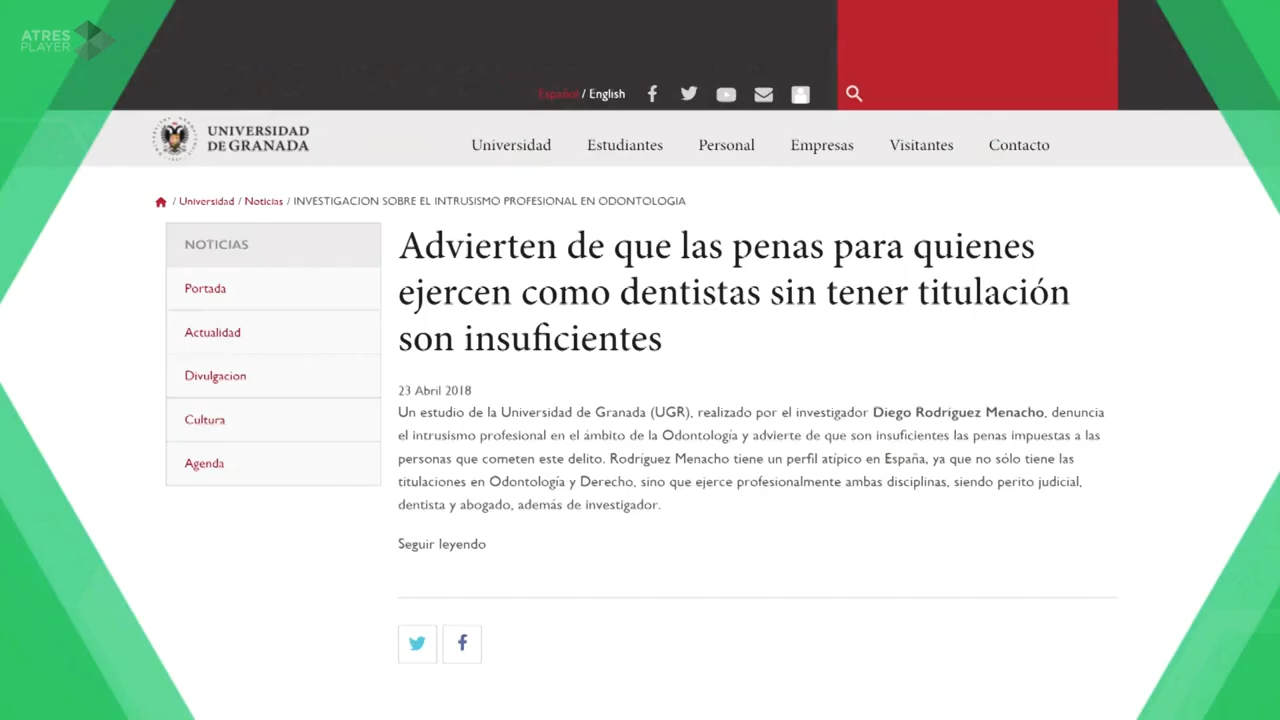 ATRES
PLAYER
Español / English
UNIVERSIDAD
DE GRANADA
Universidad Estudiantes Personal Empresas Visitantes Contacto
/ Universidad / Noticias / INVESTIGACION SOBRE EL INTRUSISMO PROFESIONAL EN ODONTOLOGIA
NOTICIAS
Portada
Actualidad
Divulgacion
Cultura
Agenda
Advierten de que las penas para quienes
ejercen como dentistas sin tener titulación
son insuficientes
23 Abril 2018
Un estudio de la Universidad de Granada (UGR), realizado por el investigador Diego Rodríguez Menacho, denuncia
el intrusismo profesional en el ámbito de la Odontología y advierte de que son insuficientes las penas impuestas a las
personas que cometen este delito. Rodríguez Menacho tiene un perfil atípico en España, ya que no sólo tiene las
titulaciones en Odontología y Derecho, sino que ejerce profesionalmente ambas disciplinas, siendo perito judicial,
dentista y abogado, además de investigador.
Seguir leyendo